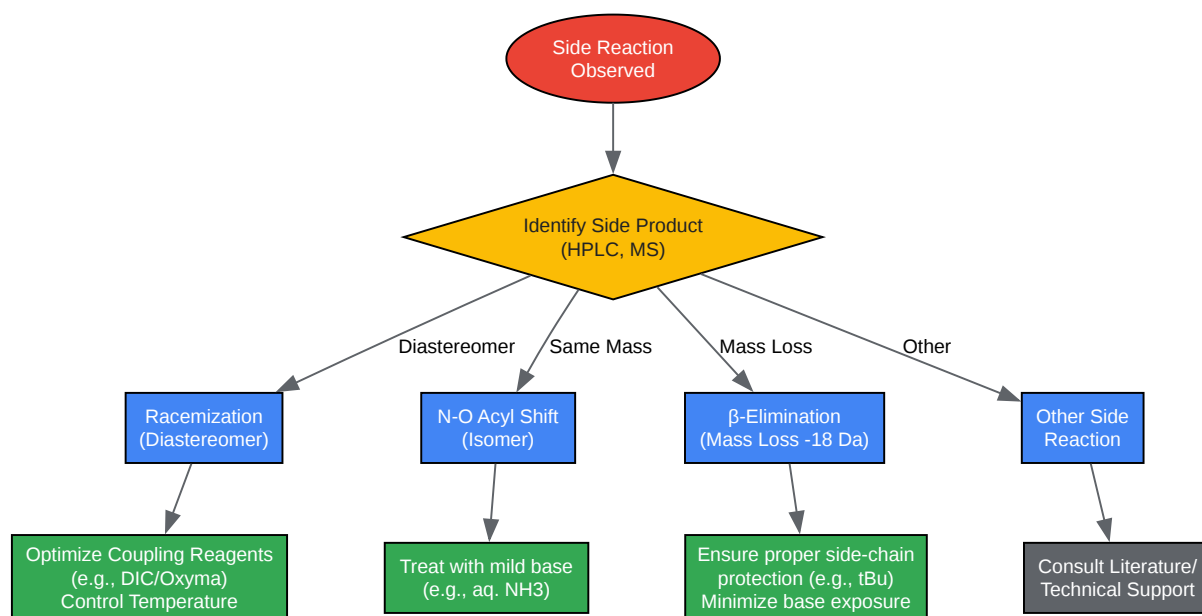 Side Reaction
Observed
Identify Side Product
(HPLC, MS)
Diastereomer
Same Mass
Mass Loss
Other
Racemization
(Diastereomer)
N-O Acyl Shift
(Isomer)
β-Elimination
(Mass Loss -18 Da)
Other Side
Reaction
Optimize Coupling Reagents
(e.g., DIC/Oxyma)
Control Temperature
Treat with mild base
(e.g., aq. NH3)
Ensure proper side-chain
protection (e.g., tBu)
Minimize base exposure
Consult Literature/
Technical Support